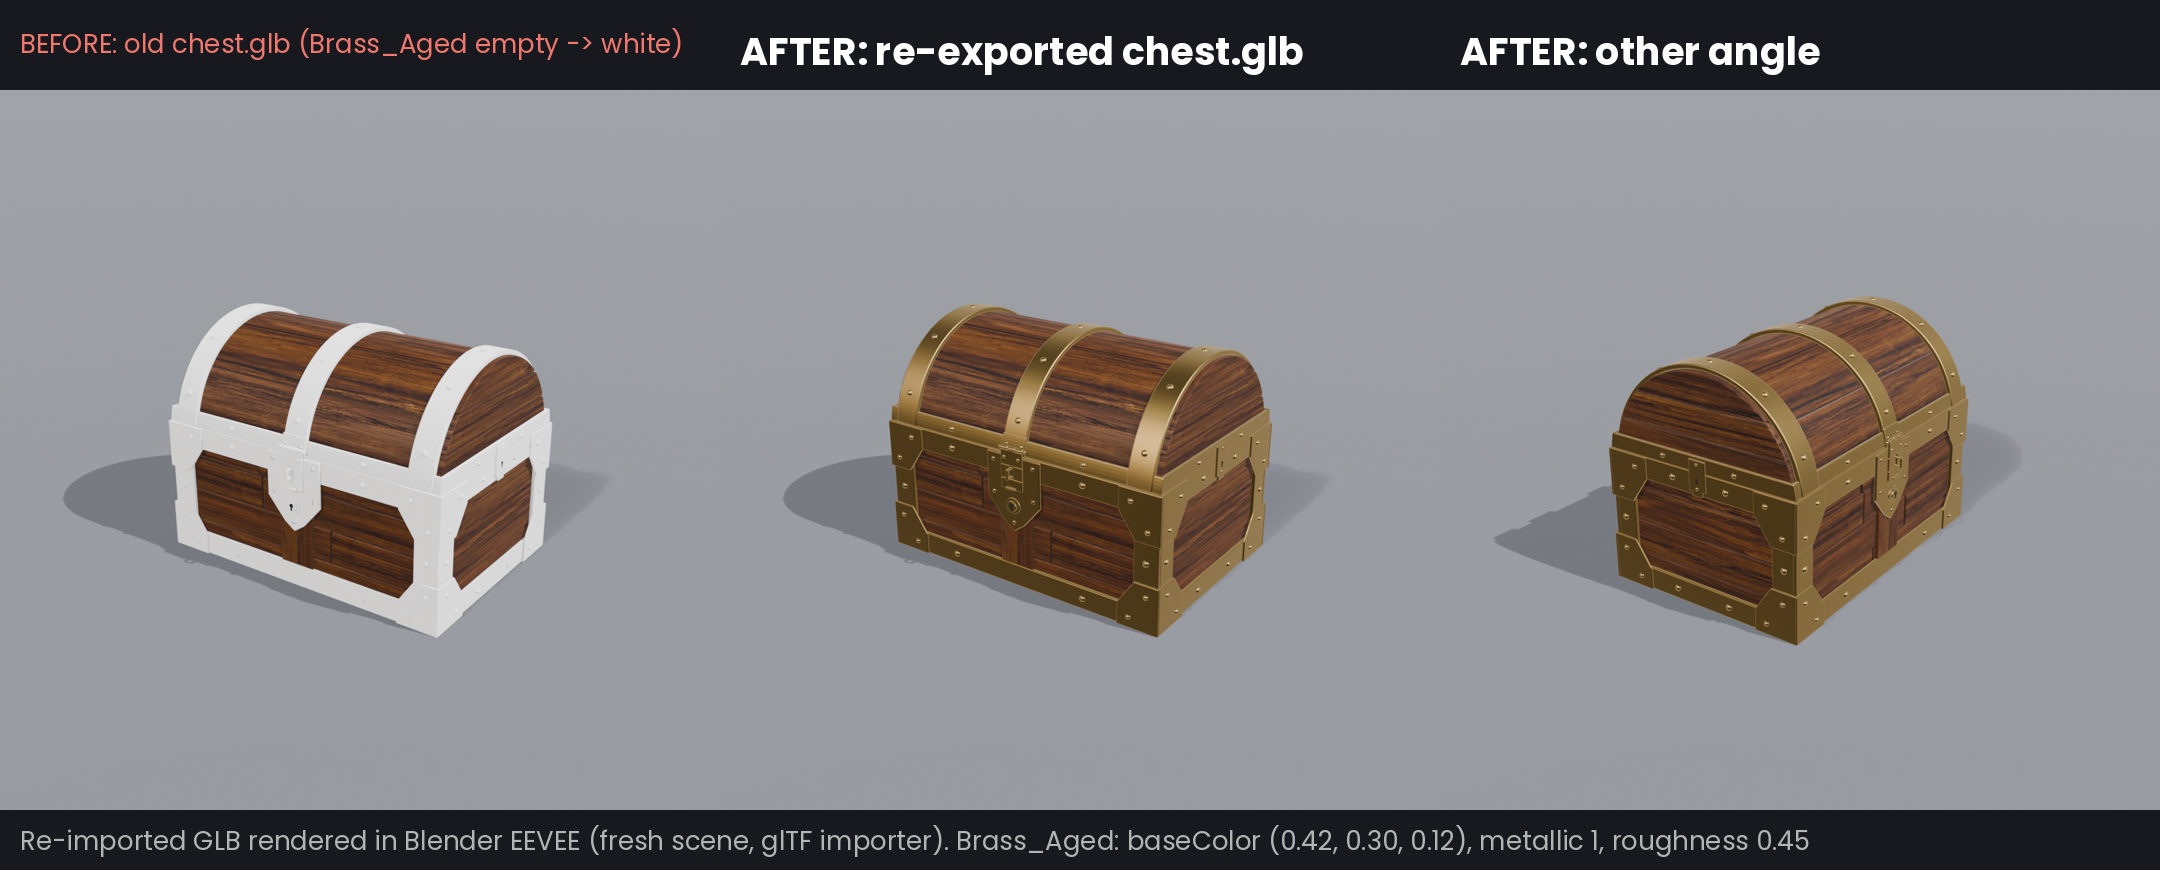 BEFORE: old chest.glb (Brass_Aged empty -> white)
AFTER: re-exported chest.glb
AFTER: other angle
Re-imported GLB rendered in Blender EEVEE (fresh scene, glTF importer). Brass_Aged: baseColor (0.42, 0.30, 0.12), metallic 1, roughness 0.45